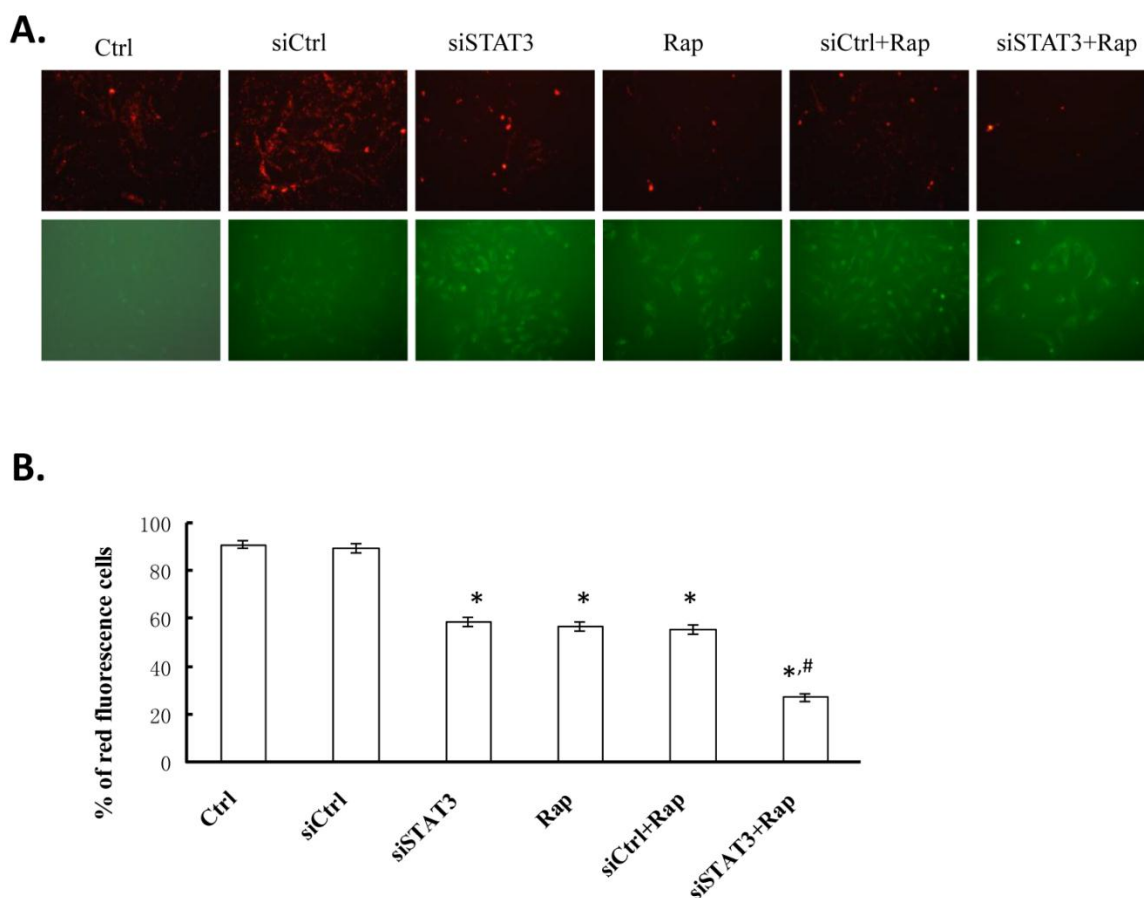 A.
Ctrl siCtrl siSTAT3 Rap siCtrl+Rap siSTAT3+Rap
B.
% of red fluorescence cells
100
80
60
40
20
0
* * * *,#
Ctrl siCtrl siSTAT3 Rap siCtrl+Rap siSTAT3+Rap